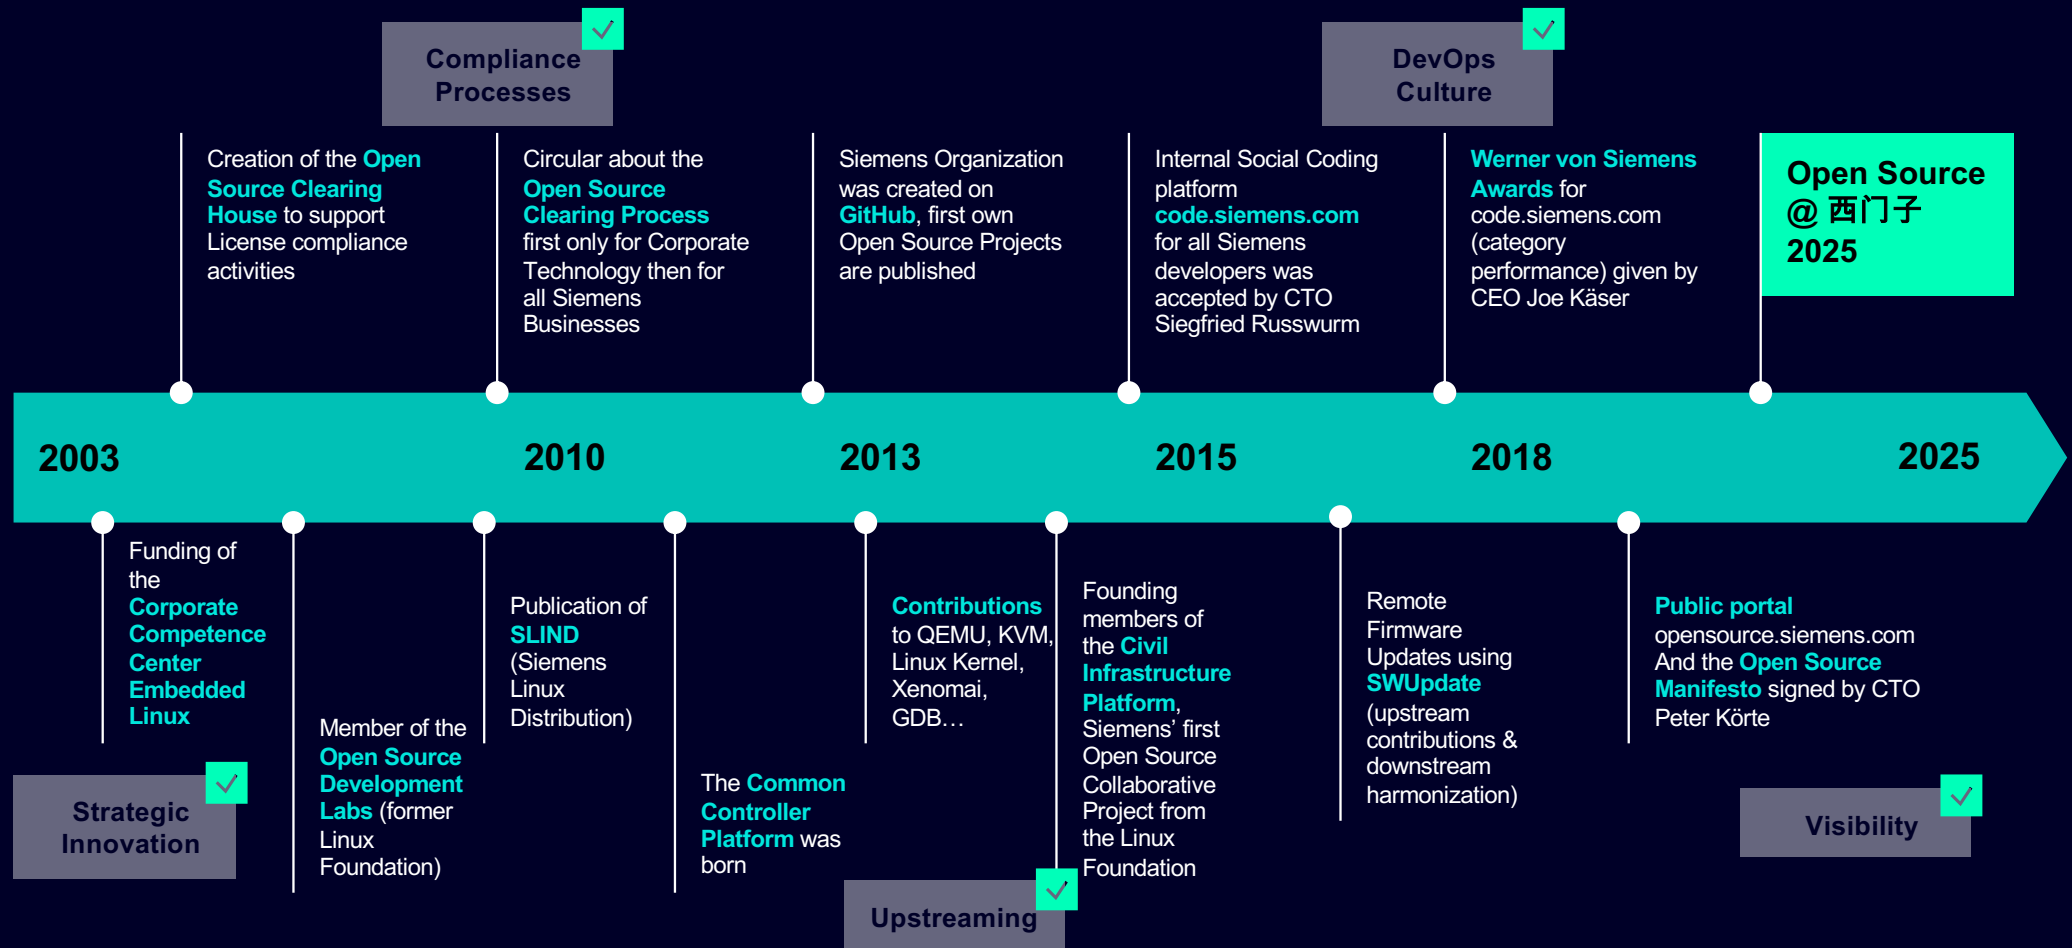 Compliance
Processes
DevOps
Culture
Creation of the Open
Source Clearing
House to support
License compliance
activities
Circular about the
Open Source
Clearing Process
first only for Corporate
Technology then for
all Siemens
Businesses
Siemens Organization
was created on
GitHub, first own
Open Source Projects
are published
Internal Social Coding
platform
code.siemens.com
for all Siemens
developers was
accepted by CTO
Siegfried Russwurm
Werner von Siemens
Awards for
code.siemens.com
(category
performance) given by
CEO Joe Käser
Open Source
@ 西门子
2025
2003
2010
2013
2015
2018
2025
Funding of
the
Corporate
Competence
Center
Embedded
Linux
Member of the
Open Source
Development
Labs (former
Linux
Foundation)
Publication of
SLIND
(Siemens
Linux
Distribution)
The Common
Controller
Platform was
born
Contributions
to QEMU, KVM,
Linux Kernel,
Xenomai,
GDB…
Founding
members of
the Civil
Infrastructure
Platform,
Siemens’ first
Open Source
Collaborative
Project from
the Linux
Foundation
Remote
Firmware
Updates using
SWUpdate
(upstream
contributions &
downstream
harmonization)
Public portal
opensource.siemens.com
And the Open Source
Manifesto signed by CTO
Peter Körte
Strategic
Innovation
Upstreaming
Visibility